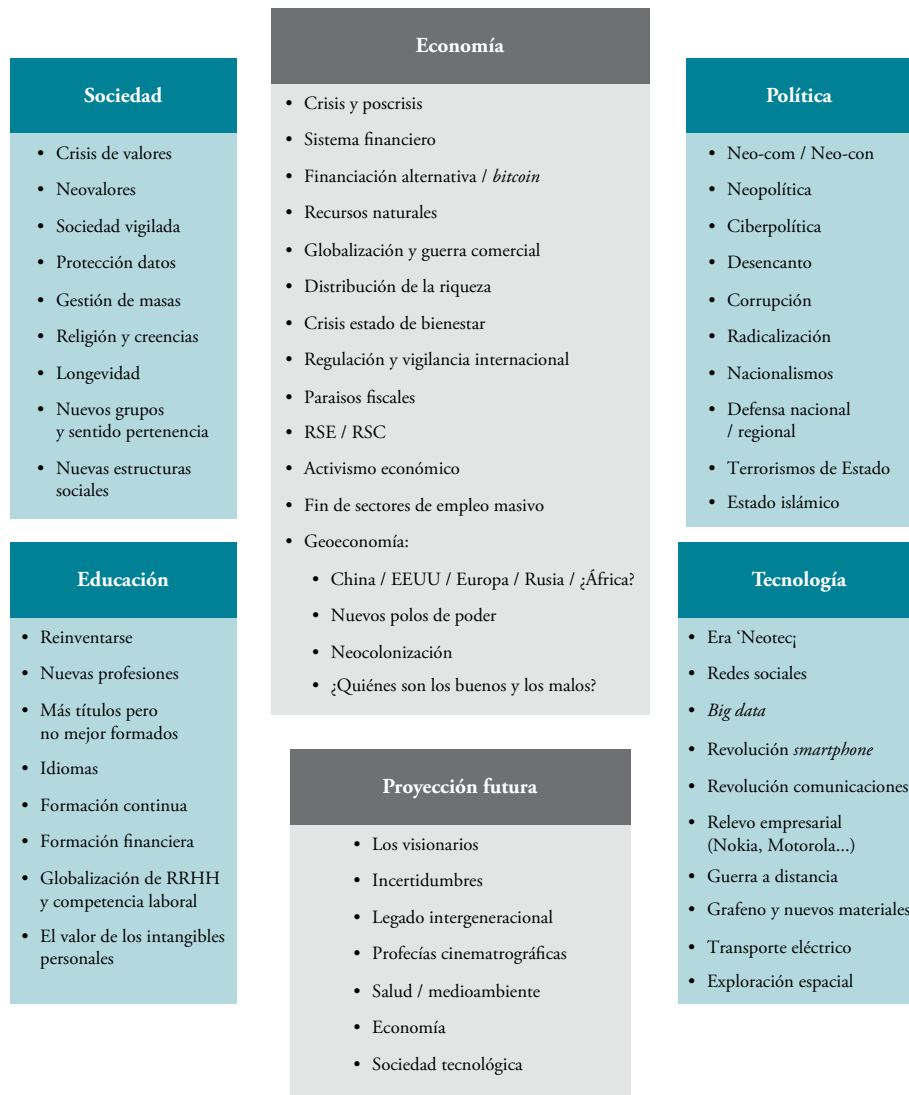 Sociedad
• Crisis de valores
• Neovalores
• Sociedad vigilada
• Protección datos
• Gestión de masas
• Religión y creencias
• Longevidad
• Nuevos grupos
y sentido pertenencia
• Nuevas estructuras
sociales
Economía
• Crisis y poscrisis
• Sistema financiero
• Financiación alternativa / bitcoin
• Recursos naturales
• Globalización y guerra comercial
• Distribución de la riqueza
• Crisis estado de bienestar
• Regulación y vigilancia internacional
• Paraisos fiscales
• RSE / RSC
• Activismo económico
• Fin de sectores de empleo masivo
• Geoeconomía:
• China / EEUU / Europa / Rusia / ¿África?
• Nuevos polos de poder
• Neocolonización
• ¿Quiénes son los buenos y los malos?
Política
• Neo-com / Neo-con
• Neopolítica
• Ciberpolítica
• Desencanto
• Corrupción
• Radicalización
• Nacionalismos
• Defensa nacional
/ regional
• Terrorismos de Estado
• Estado islámico
Educación
• Reinventarse
• Nuevas profesiones
• Más títulos pero
no mejor formados
• Idiomas
• Formación continua
• Formación financiera
• Globalización de RRHH
y competencia laboral
• El valor de los intangibles
personales
Proyección futura
• Los visionarios
• Incertidumbres
• Legado intergeneracional
• Profecías cinematrográficas
• Salud / medioambiente
• Economía
• Sociedad tecnológica
Tecnología
• Era ‘Neotec¡
• Redes sociales
• Big data
• Revolución smartphone
• Revolución comunicaciones
• Relevo empresarial
(Nokia, Motorola...)
• Guerra a distancia
• Grafeno y nuevos materiales
• Transporte eléctrico
• Exploración espacial